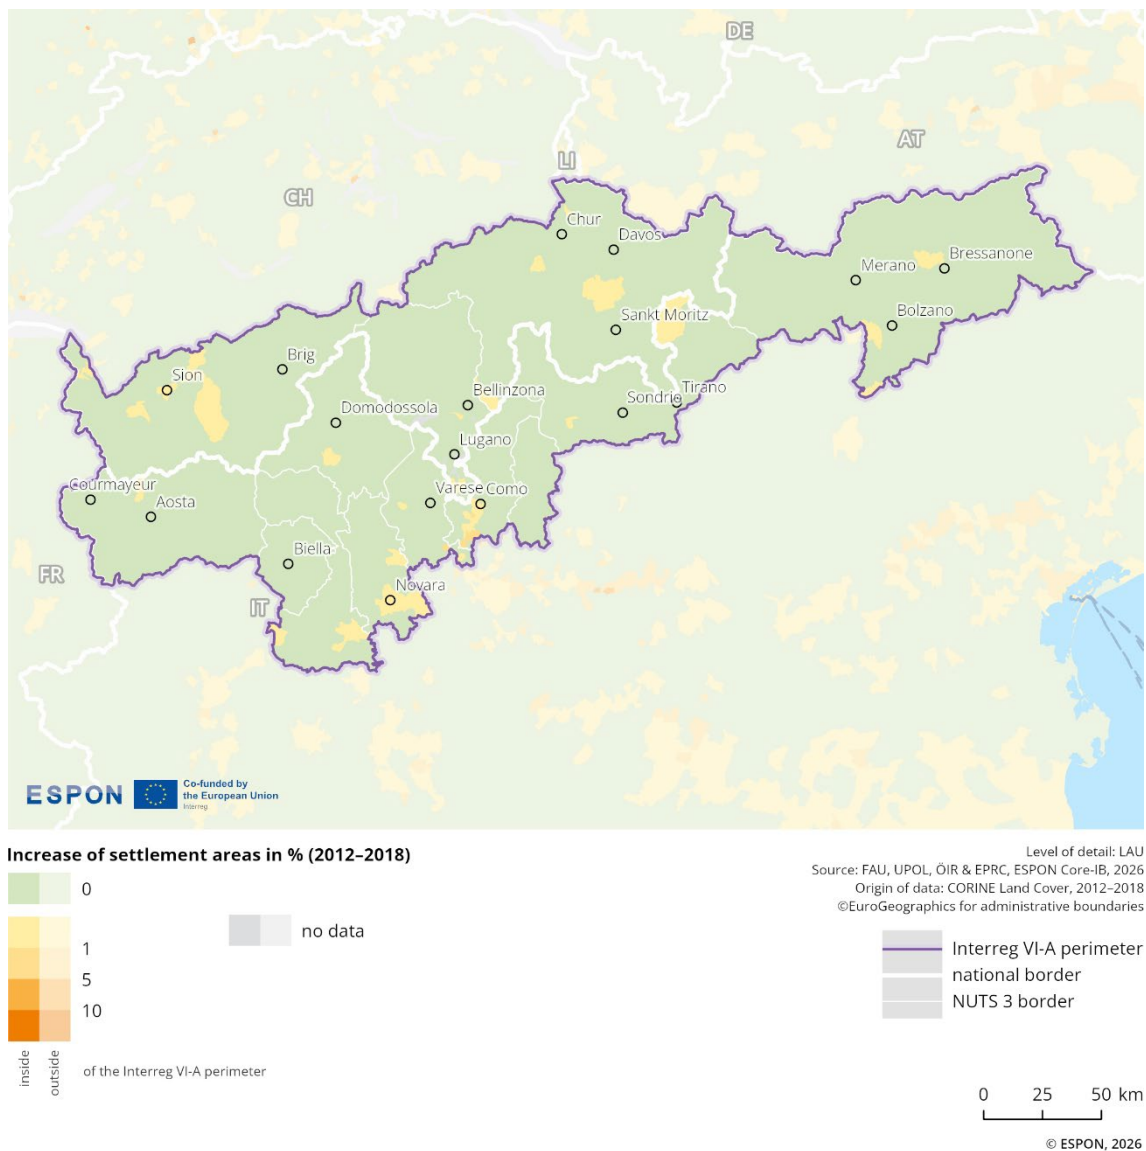 DE
AT
LI
CH
Chur
Davos
Merano
Bressanone
Sankt Moritz
Bolzano
Brig
Sion
Bellinzona
Tirano
Sondrio
Domodossola
Lugano
Courmayeur
Aosta
Varese
Como
Biella
FR
Novara
IT
ESPON
Co-funded by
the European Union
Interreg
Increase of settlement areas in % (2012–2018)
0
1
5
10
no data
inside
outside
of the Interreg VI-A perimeter
Level of detail: LAU
Source: FAU, UPOL, ÖIR & EPRC, ESPON Core-IB, 2026
Origin of data: CORINE Land Cover, 2012–2018
©EuroGeographics for administrative boundaries
Interreg VI-A perimeter
national border
NUTS 3 border
0 25 50 km
© ESPON, 2026